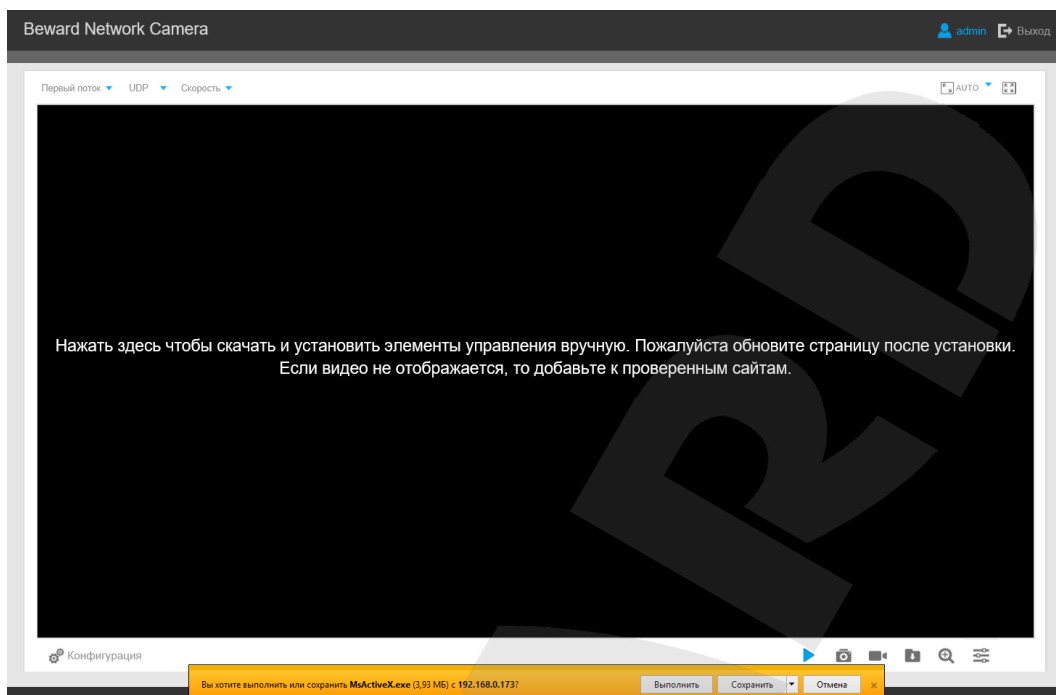 Beward Network Camera
admin Выход
Первый поток UDP Скорость AUTO
Нажать здесь чтобы скачать и установить элементы управления вручную. Пожалуйста обновите страницу после установки.
Если видео не отображается, то добавьте к проверенным сайтам.
Конфигурация
Вы хотите выполнить или сохранить MsActiveX.exe (3,93 МБ) с 192.168.0.173? Выполнить Сохранить Отмена ×